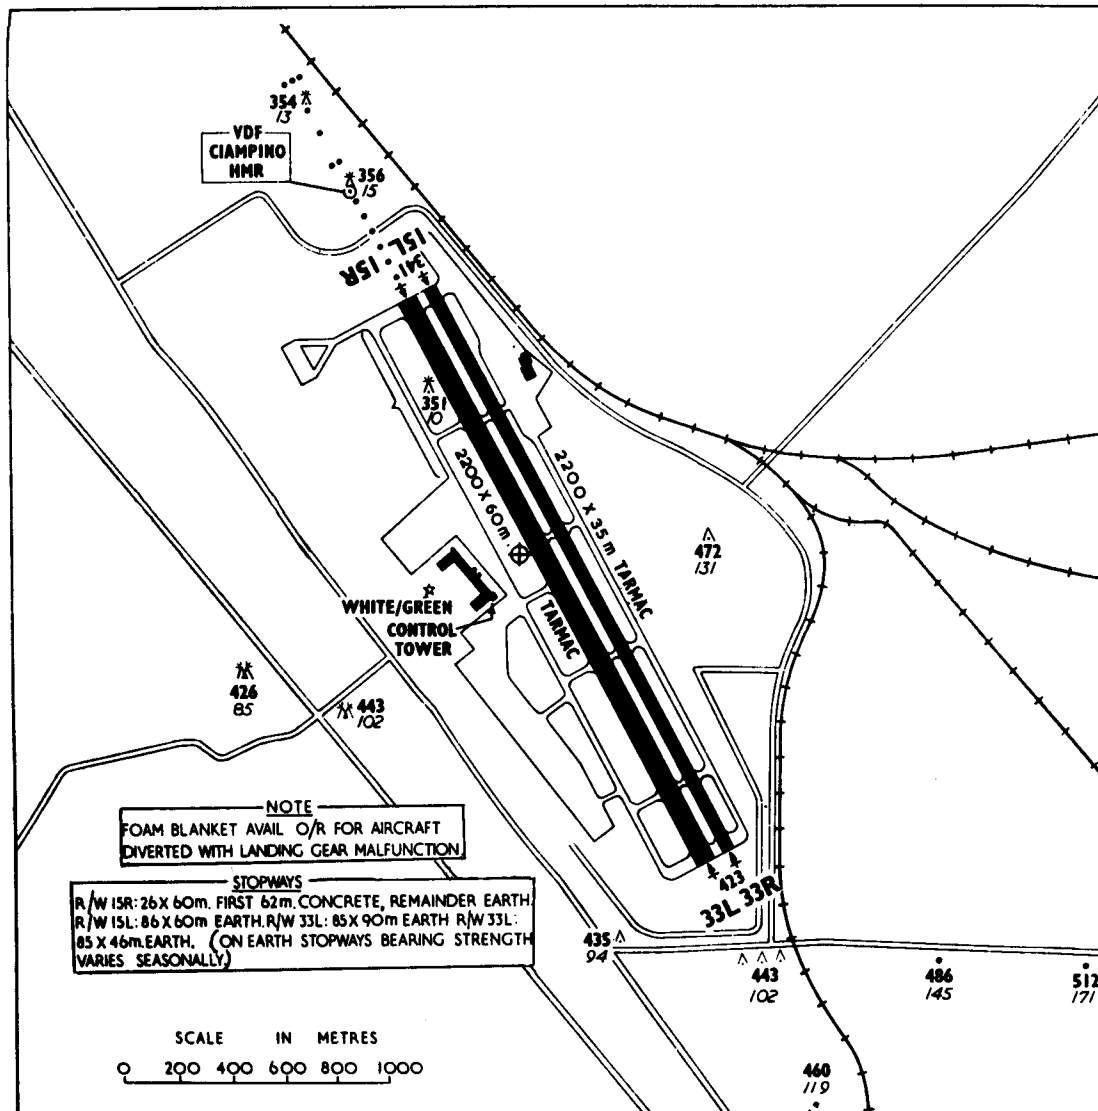 354
13
VDF
CIAMPINO
HMR
356
15
15L · 15R
341°
351
10
2200 X 60m.
2200 X 35m TARMAC
TARMAC
472
131
WHITE/GREEN
CONTROL
TOWER
426
85
443
102
NOTE
FOAM BLANKET AVAIL O/R FOR AIRCRAFT
DIVERTED WITH LANDING GEAR MALFUNCTION
STOPWAYS
R/W 15R: 26 X 60m. FIRST 62m. CONCRETE, REMAINDER EARTH.
R/W 15L: 86 X 60m EARTH. R/W 33L: 85 X 90m EARTH R/W 33L:
85 X 46m. EARTH. (ON EARTH STOPWAYS BEARING STRENGTH
VARIES SEASONALLY)
423
33L 33R
435
94
443
102
486
145
512
171
460
119
SCALE IN METRES
0 200 400 600 800 1000